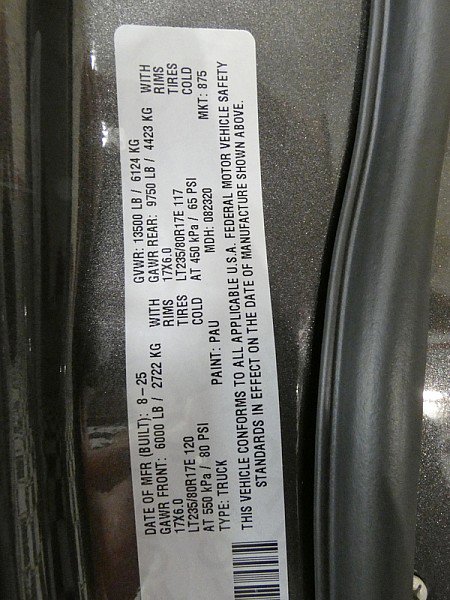 DATE OF MFR (BUILT): 8-25 GVWR: 13500 LB / 6124 KG
GAWR FRONT: 6000 LB / 2722 KG WITH GAWR REAR: 9750 LB / 4423 KG WITH
17X6.0 RIMS 17X6.0 RIMS
LT235/80R17E 120 TIRES LT235/80R17E 117 TIRES
AT 550 kPa / 80 PSI COLD AT 450 kPa / 65 PSI COLD
TYPE: TRUCK PAINT: PAU MDH: 082320 MKT: 875
THIS VEHICLE CONFORMS TO ALL APPLICABLE U.S.A. FEDERAL MOTOR VEHICLE SAFETY
STANDARDS IN EFFECT ON THE DATE OF MANUFACTURE SHOWN ABOVE.